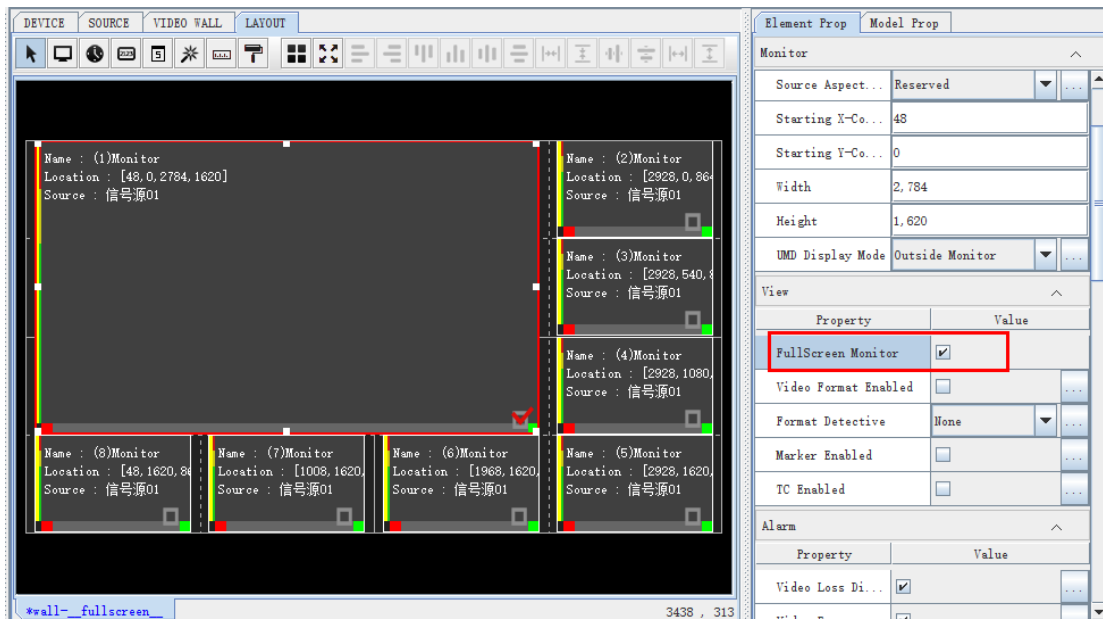 DEVICE SOURCE VIDEO WALL LAYOUT
Element Prop Model Prop
Monitor
Source Aspect... Reserved ...
Starting X-Co... 48
Starting Y-Co... 0
Width 2,784
Height 1,620
UMD Display Mode Outside Monitor ...
View
Property Value
FullScreen Monitor
Video Format Enabled ...
Format Detective None ...
Marker Enabled ...
TC Enabled ...
Alarm
Property Value
Video Loss Di... ...
Name : (1)Monitor
Location : [48,0,2784,1620]
Source : 信号源01
Name : (2)Monitor
Location : [2928,0,864
Source : 信号源01
Name : (3)Monitor
Location : [2928,540,8
Source : 信号源01
Name : (4)Monitor
Location : [2928,1080,
Source : 信号源01
Name : (8)Monitor
Location : [48,1620,86
Source : 信号源01
Name : (7)Monitor
Location : [1008,1620,
Source : 信号源01
Name : (6)Monitor
Location : [1968,1620,
Source : 信号源01
Name : (5)Monitor
Location : [2928,1620,
Source : 信号源01
*wall-__fullscreen__
3438 , 313